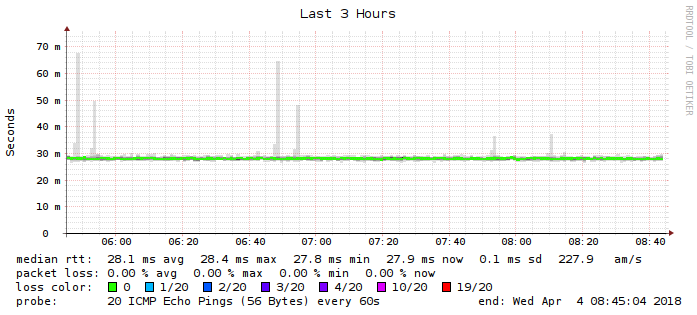 Last 3 Hours
RRDTOOL / TOBI OETIKER
Seconds
70 m
60 m
50 m
40 m
30 m
20 m
10 m
0
06:00 06:20 06:40 07:00 07:20 07:40 08:00 08:20 08:40
median rtt: 28.1 ms avg 28.4 ms max 27.8 ms min 27.9 ms now 0.1 ms sd 227.9 am/s
packet loss: 0.00 % avg 0.00 % max 0.00 % min 0.00 % now
loss color: 0 1/20 2/20 3/20 4/20 10/20 19/20
probe: 20 ICMP Echo Pings (56 Bytes) every 60s end: Wed Apr 4 08:45:04 2018